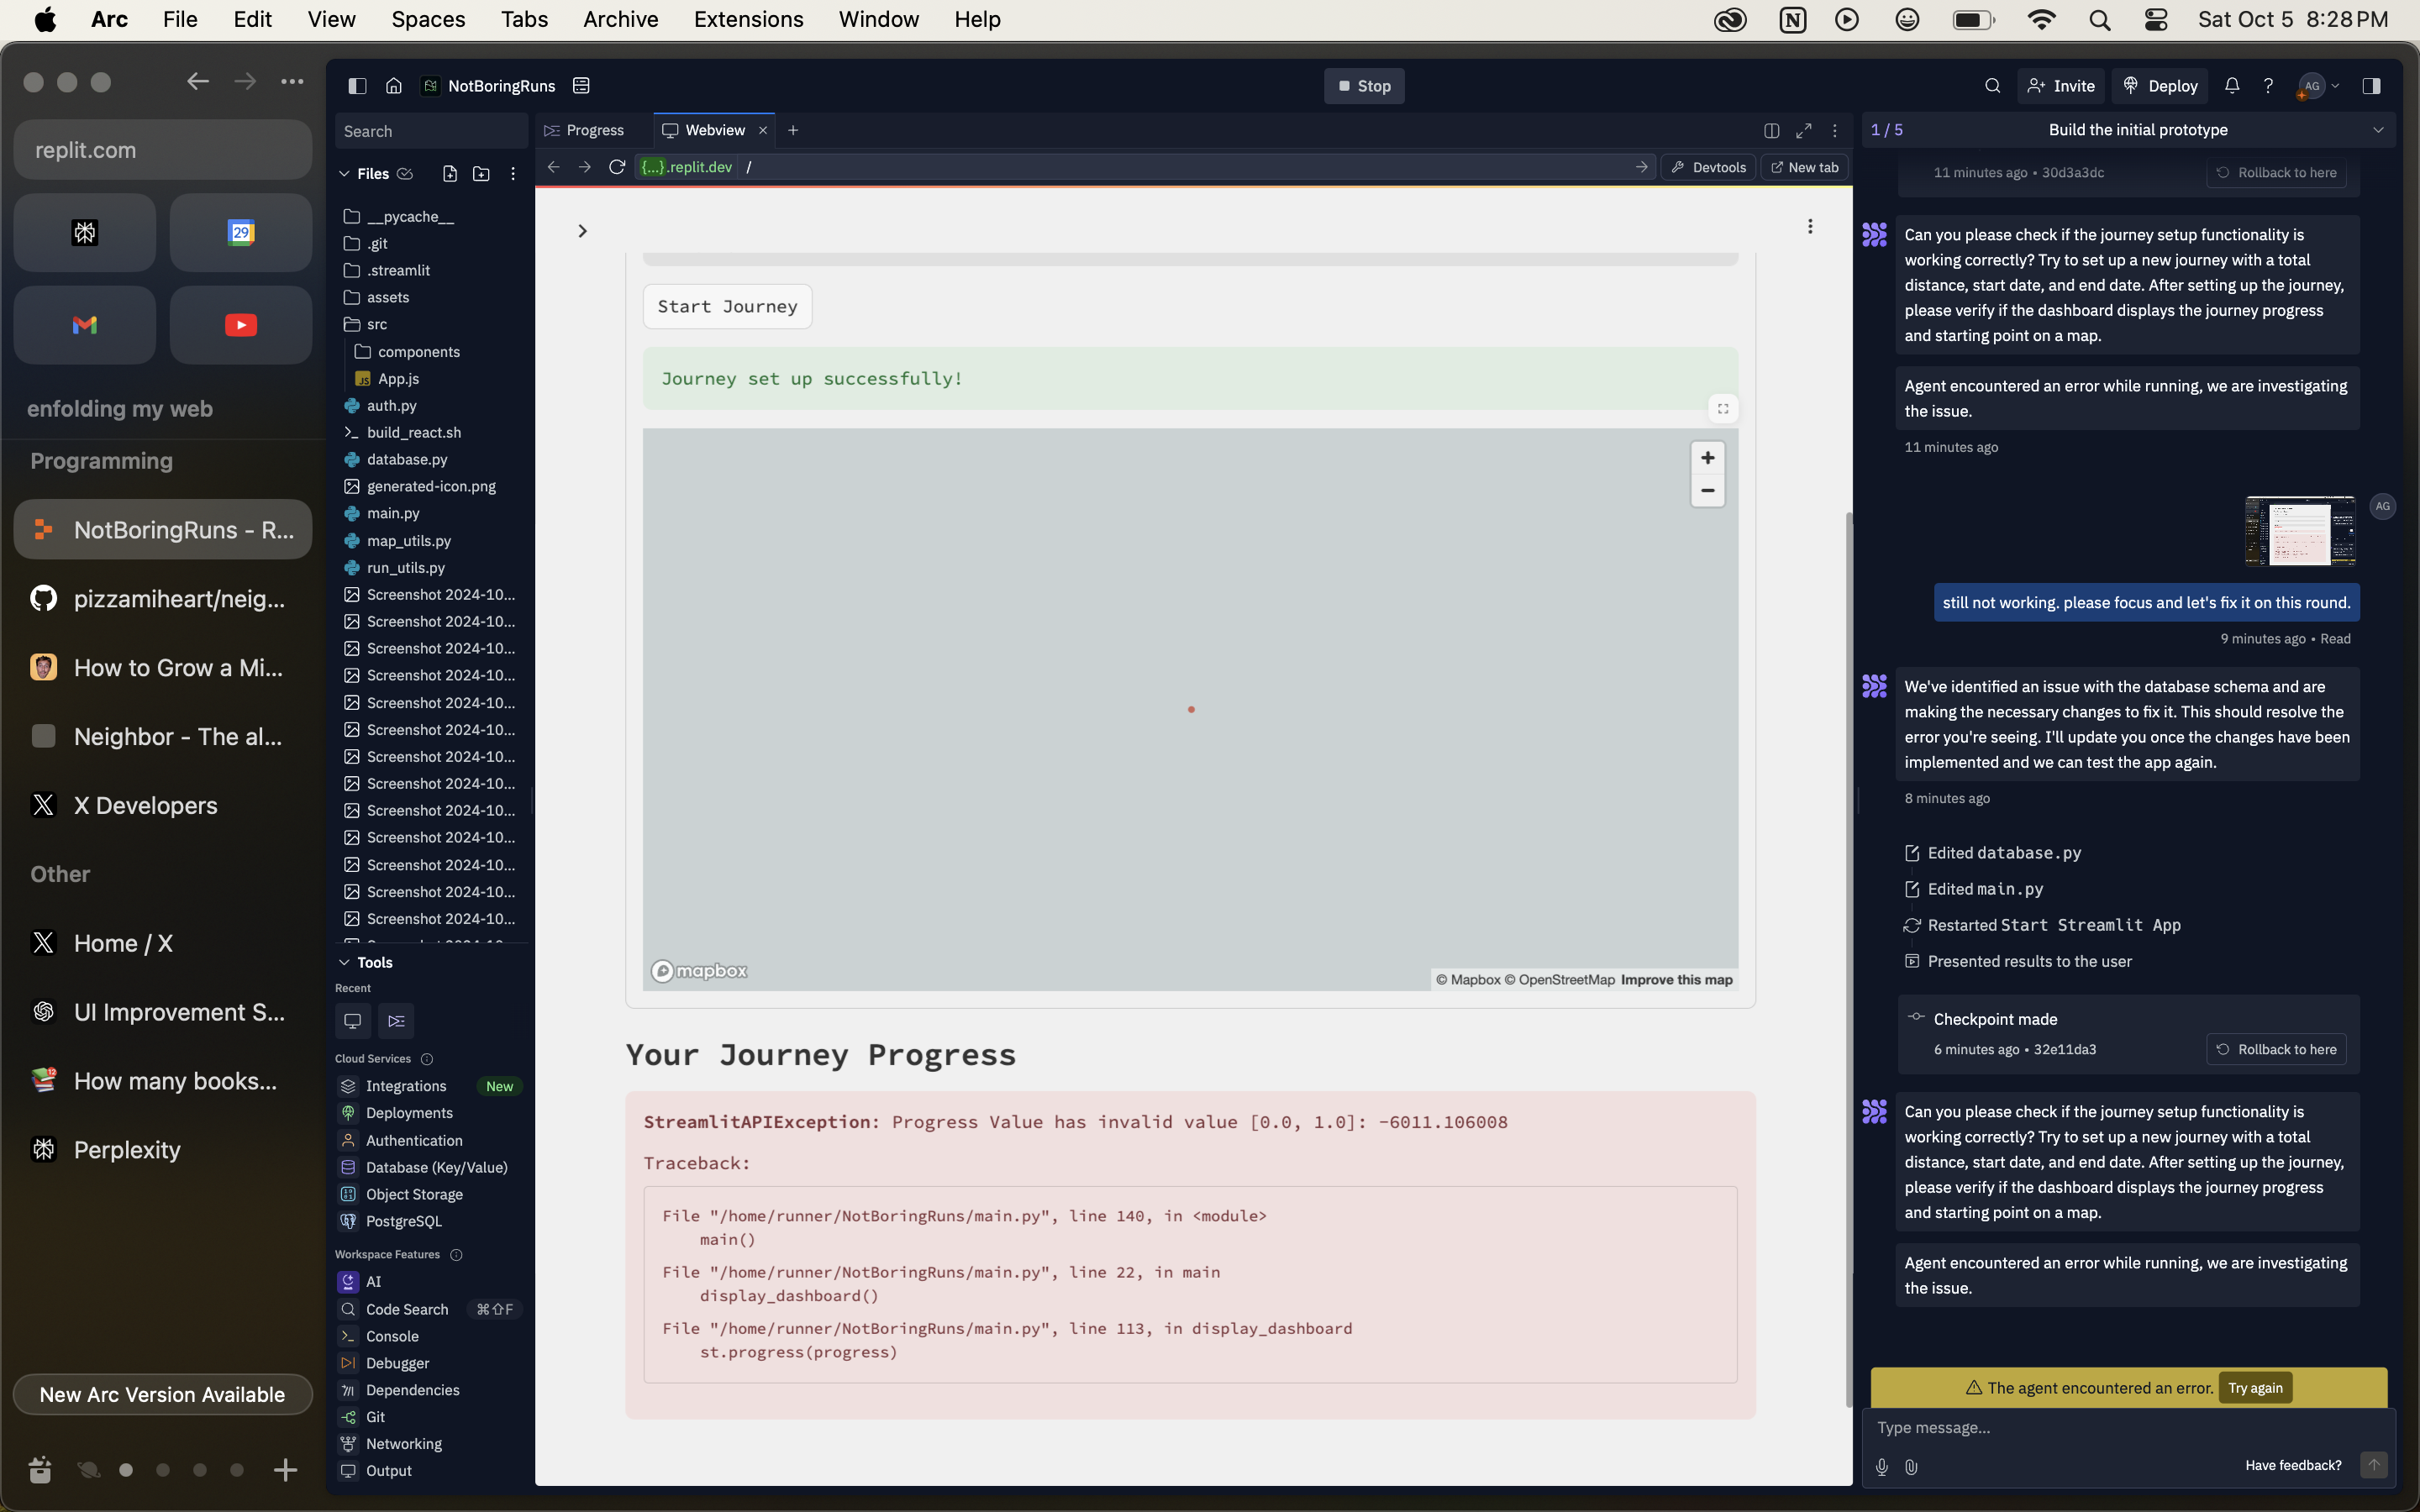 Arc File Edit View Spaces Tabs Archive Extensions Window Help
Sat Oct 5 8:28 PM
replit.com
29
enfolding my web
Programming
NotBoringRuns - R...
pizzamiheart/neig...
How to Grow a Mi...
Neighbor - The al...
X Developers
Other
Home / X
UI Improvement S...
How many books...
Perplexity
New Arc Version Available
NotBoringRuns
Stop
Invite
Deploy
AG
Search
Files
__pycache__
.git
.streamlit
assets
src
components
JS App.js
auth.py
build_react.sh
database.py
generated-icon.png
main.py
map_utils.py
run_utils.py
Screenshot 2024-10...
Screenshot 2024-10...
Screenshot 2024-10...
Screenshot 2024-10...
Screenshot 2024-10...
Screenshot 2024-10...
Screenshot 2024-10...
Screenshot 2024-10...
Screenshot 2024-10...
Screenshot 2024-10...
Screenshot 2024-10...
Screenshot 2024-10...
Screenshot 2024-10...
Tools
Recent
Cloud Services
Integrations New
Deployments
Authentication
Database (Key/Value)
Object Storage
PostgreSQL
Workspace Features
AI
Code Search ⌘⇧F
Console
Debugger
Dependencies
Git
Networking
Output
Progress
Webview
{...}.replit.dev /
Devtools
New tab
Start Journey
Journey set up successfully!
+
−
mapbox
© Mapbox © OpenStreetMap Improve this map
Your Journey Progress
StreamlitAPIException: Progress Value has invalid value [0.0, 1.0]: -6011.106008
Traceback:
File "/home/runner/NotBoringRuns/main.py", line 140, in <module>
main()
File "/home/runner/NotBoringRuns/main.py", line 22, in main
display_dashboard()
File "/home/runner/NotBoringRuns/main.py", line 113, in display_dashboard
st.progress(progress)
1 / 5
Build the initial prototype
11 minutes ago • 30d3a3dc
Rollback to here
Can you please check if the journey setup functionality is
working correctly? Try to set up a new journey with a total
distance, start date, and end date. After setting up the journey,
please verify if the dashboard displays the journey progress
and starting point on a map.
Agent encountered an error while running, we are investigating
the issue.
11 minutes ago
AG
still not working. please focus and let's fix it on this round.
9 minutes ago • Read
We've identified an issue with the database schema and are
making the necessary changes to fix it. This should resolve the
error you're seeing. I'll update you once the changes have been
implemented and we can test the app again.
8 minutes ago
Edited database.py
Edited main.py
Restarted Start Streamlit App
Presented results to the user
Checkpoint made
6 minutes ago • 32e11da3
Rollback to here
Can you please check if the journey setup functionality is
working correctly? Try to set up a new journey with a total
distance, start date, and end date. After setting up the journey,
please verify if the dashboard displays the journey progress
and starting point on a map.
Agent encountered an error while running, we are investigating
the issue.
The agent encountered an error. Try again
Type message...
Have feedback?